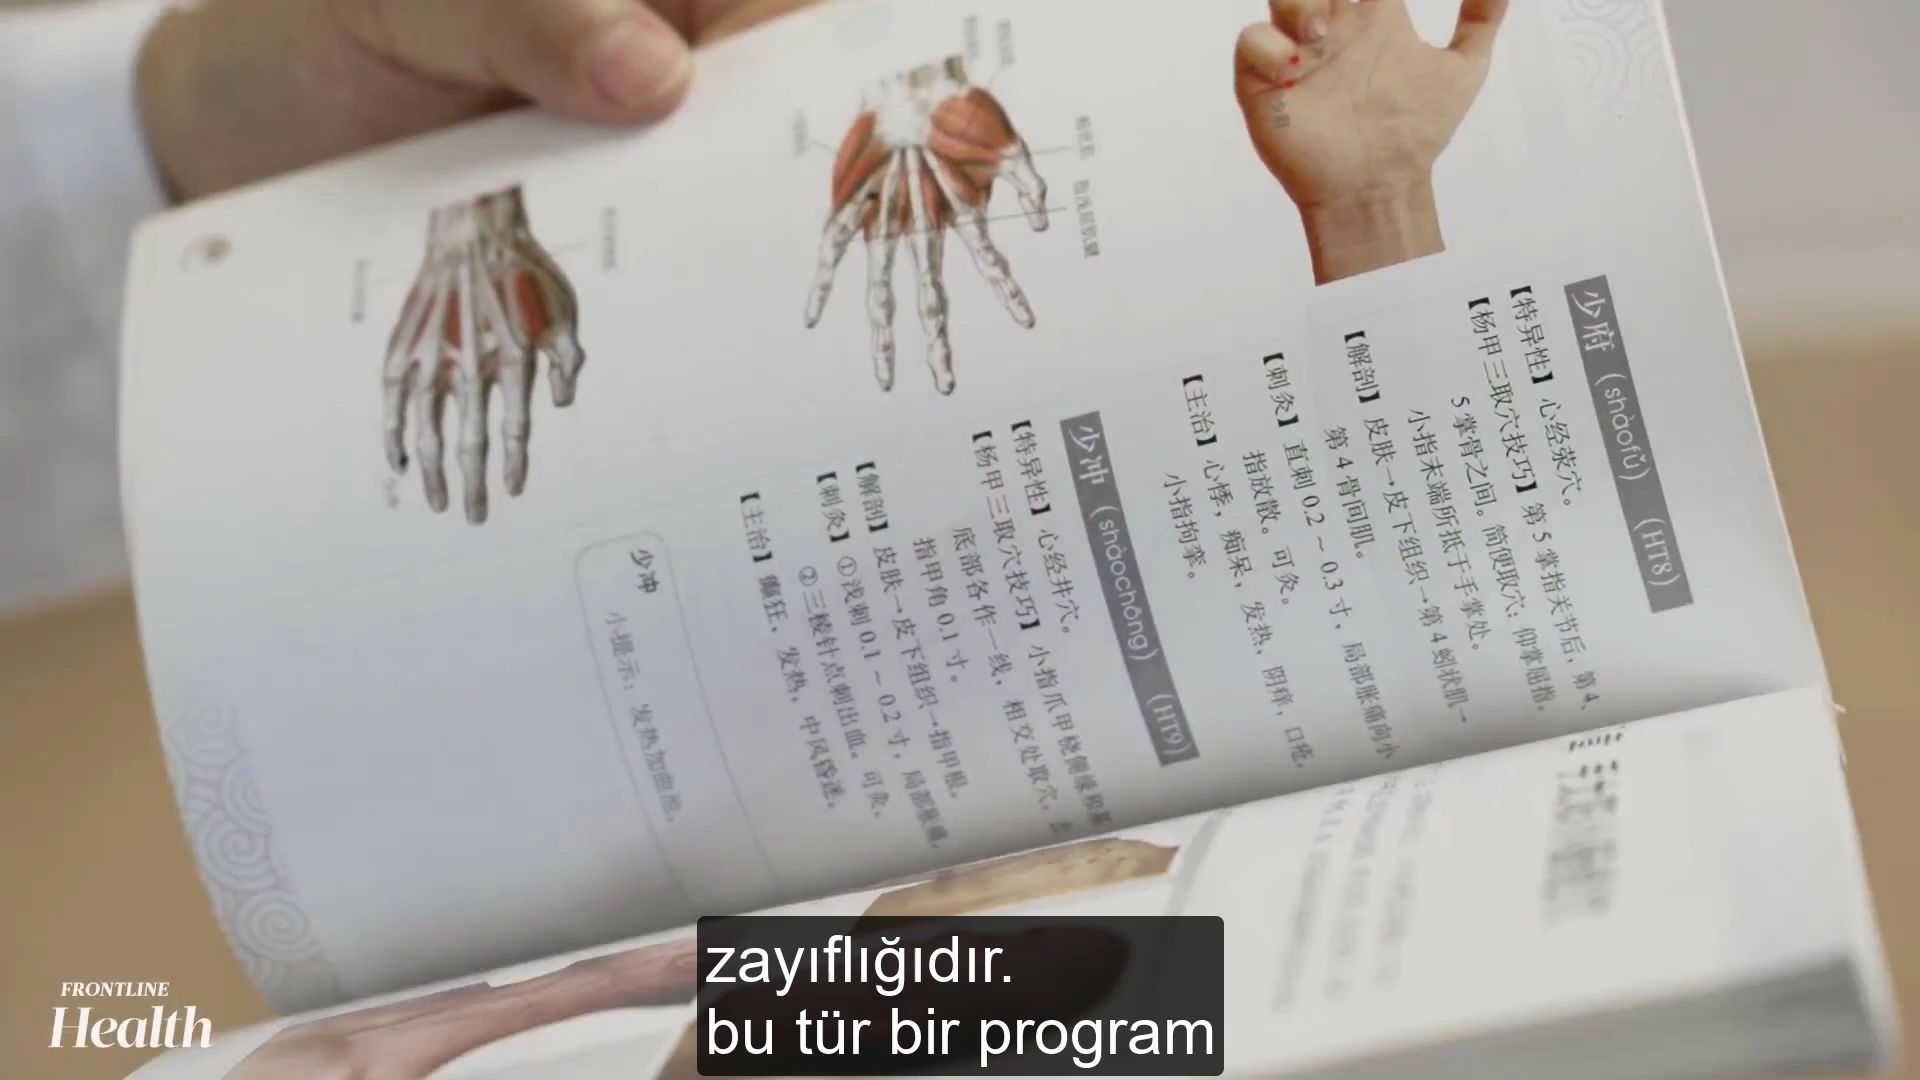 少府 (shàofǔ) (HT8)
【特异性】心经荥穴。
【杨甲三取穴技巧】第5掌指关节后，第4、
5掌骨之间。简便取穴：仰掌屈指，
小指末端所抵于手掌处。
【解剖】皮肤→皮下组织→第4蚓状肌→
第4骨间肌。
【刺灸】直刺0.2～0.3寸，局部胀痛向小
指放散。可灸。
【主治】心悸，痴呆，发热，阴痒，口疮，
小指拘挛。
少冲 (shàochōng) (HT9)
【特异性】心经井穴。
【杨甲三取穴技巧】小指爪甲桡侧缘和基
底部各作一线，相交处取穴，去
指甲角0.1寸。
【解剖】皮肤→皮下组织→指甲根。
【刺灸】①浅刺0.1～0.2寸，局部胀痛。
②三棱针点刺出血。可灸。
【主治】癫狂，发热，中风昏迷。
少冲
小提示：发热加曲池。
FRONTLINE
Health
zayıflığıdır.
bu tür bir program